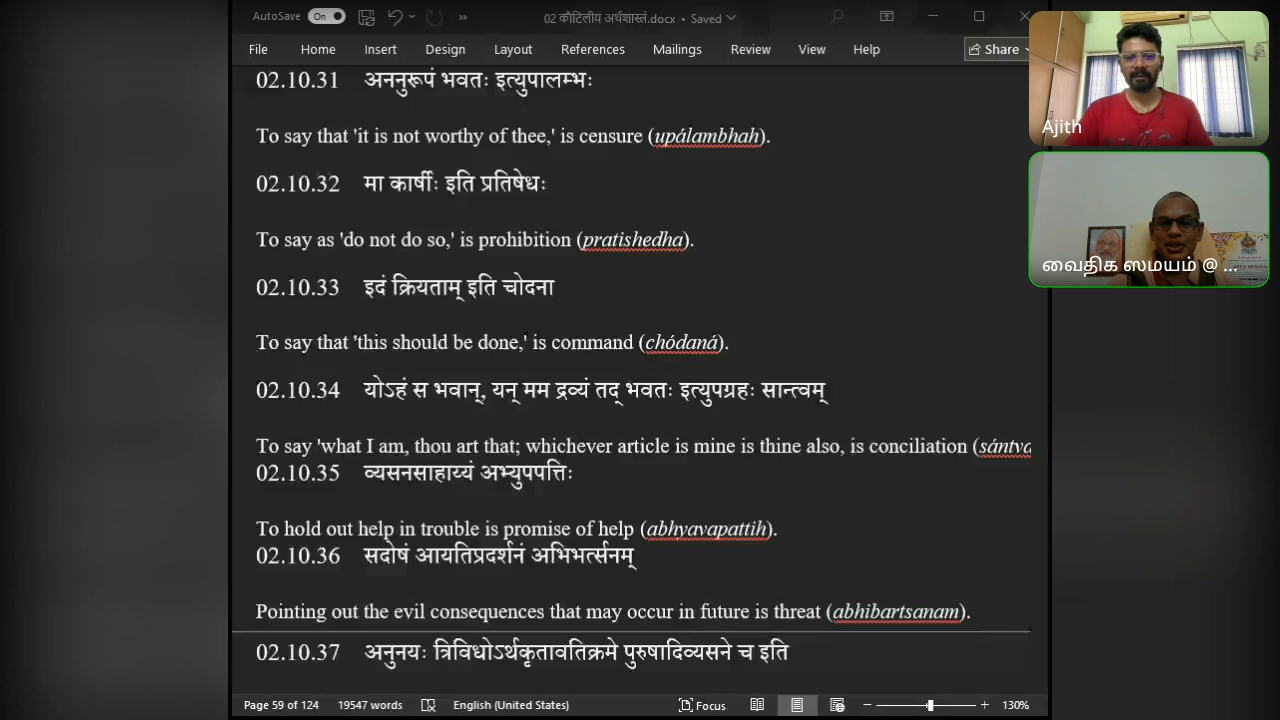 AutoSave On
02 कौटिलीय अर्थशास्त्रं.docx • Saved
File Home Insert Design Layout References Mailings Review View Help Share
02.10.31 अननुरूपं भवतः इत्युपालम्भः
To say that 'it is not worthy of thee,' is censure (upálambhah).
02.10.32 मा कार्षीः इति प्रतिषेधः
To say as 'do not do so,' is prohibition (pratishedha).
02.10.33 इदं क्रियताम् इति चोदना
To say that 'this should be done,' is command (chódaná).
02.10.34 योऽहं स भवान्, यन् मम द्रव्यं तद् भवतः इत्युपग्रहः सान्त्वम्
To say 'what I am, thou art that; whichever article is mine is thine also, is conciliation (sántva
02.10.35 व्यसनसाहाय्यं अभ्युपपत्तिः
To hold out help in trouble is promise of help (abhyavapattih).
02.10.36 सदोषं आयतिप्रदर्शनं अभिभर्त्सनम्
Pointing out the evil consequences that may occur in future is threat (abhibartsanam).
02.10.37 अनुनयः त्रिविधोऽर्थकृतावतिक्रमे पुरुषादिव्यसने च इति
Page 59 of 124 19547 words English (United States) Focus 130%
Ajith
வைதிக ஸமயம் @ ...